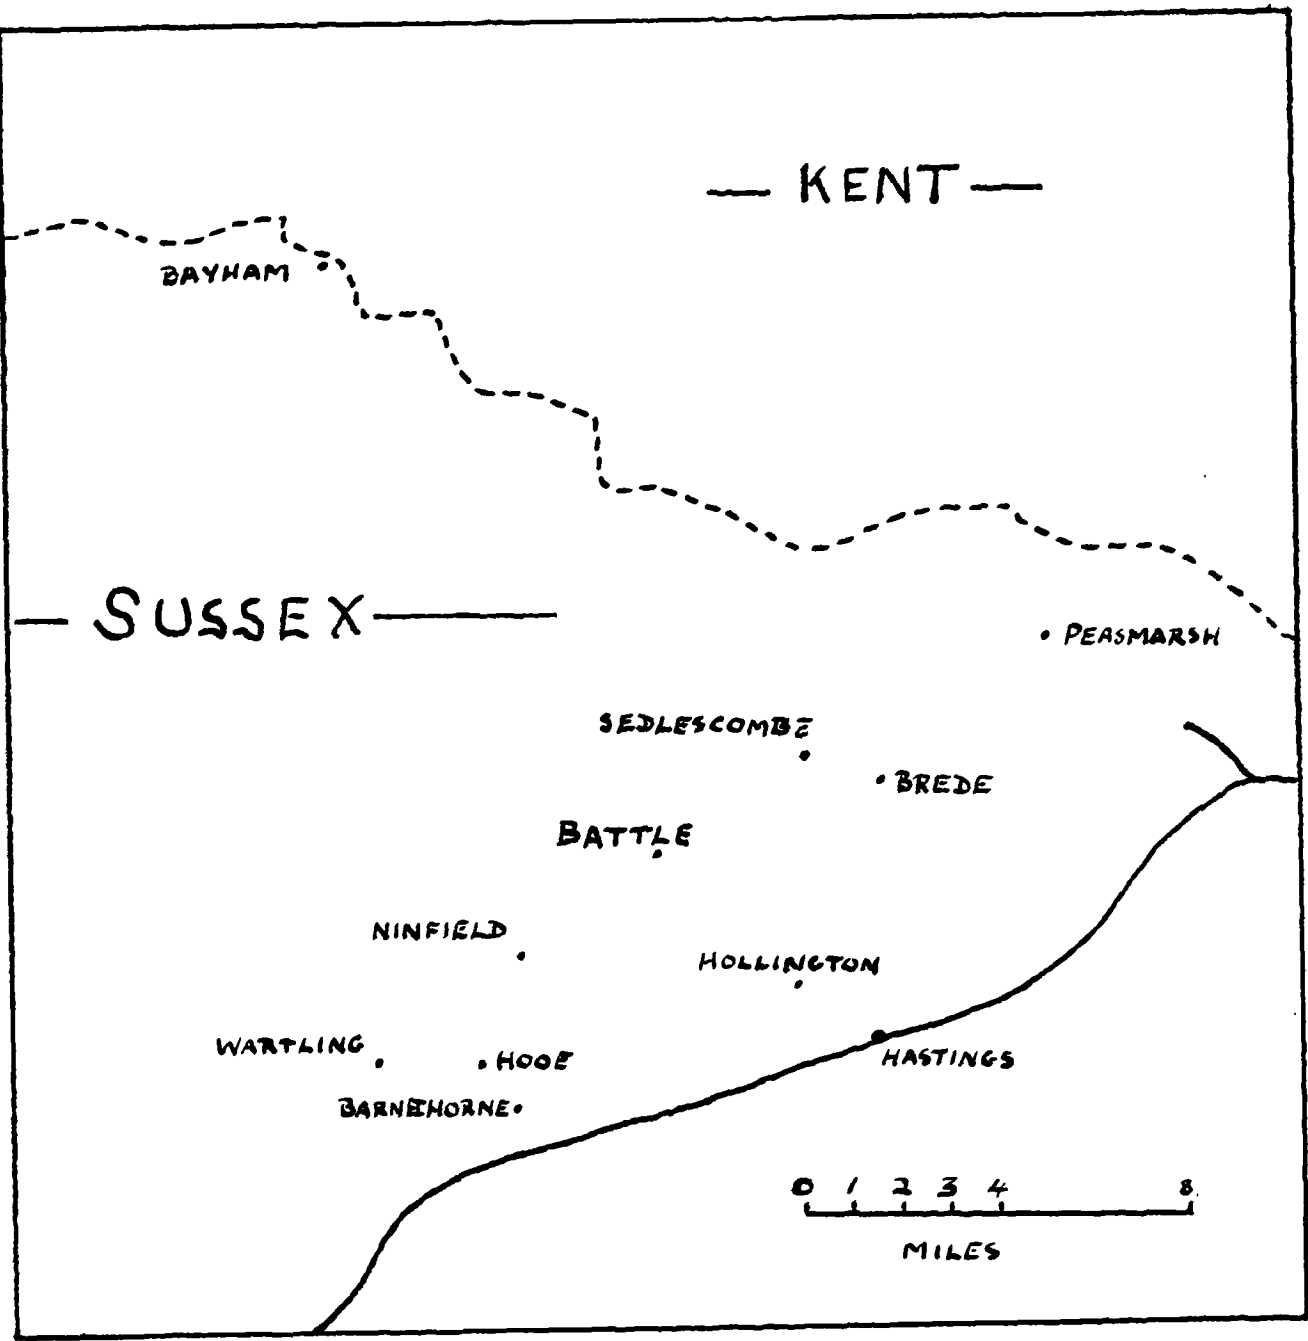 — KENT —
BAYHAM
— SUSSEX —
PEASMARSH
SEDLESCOMBE
BREDE
BATTLE
NINFIELD
HOLLINGTON
WARTLING
HOOE
HASTINGS
BARNEHORNE
0 1 2 3 4 8
MILES